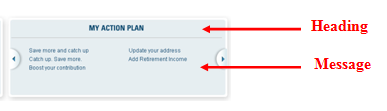 MY ACTION PLAN
Heading
Save more and catch up
Catch up. Save more.
Boost your contribution
Update your address
Add Retirement Income
Message